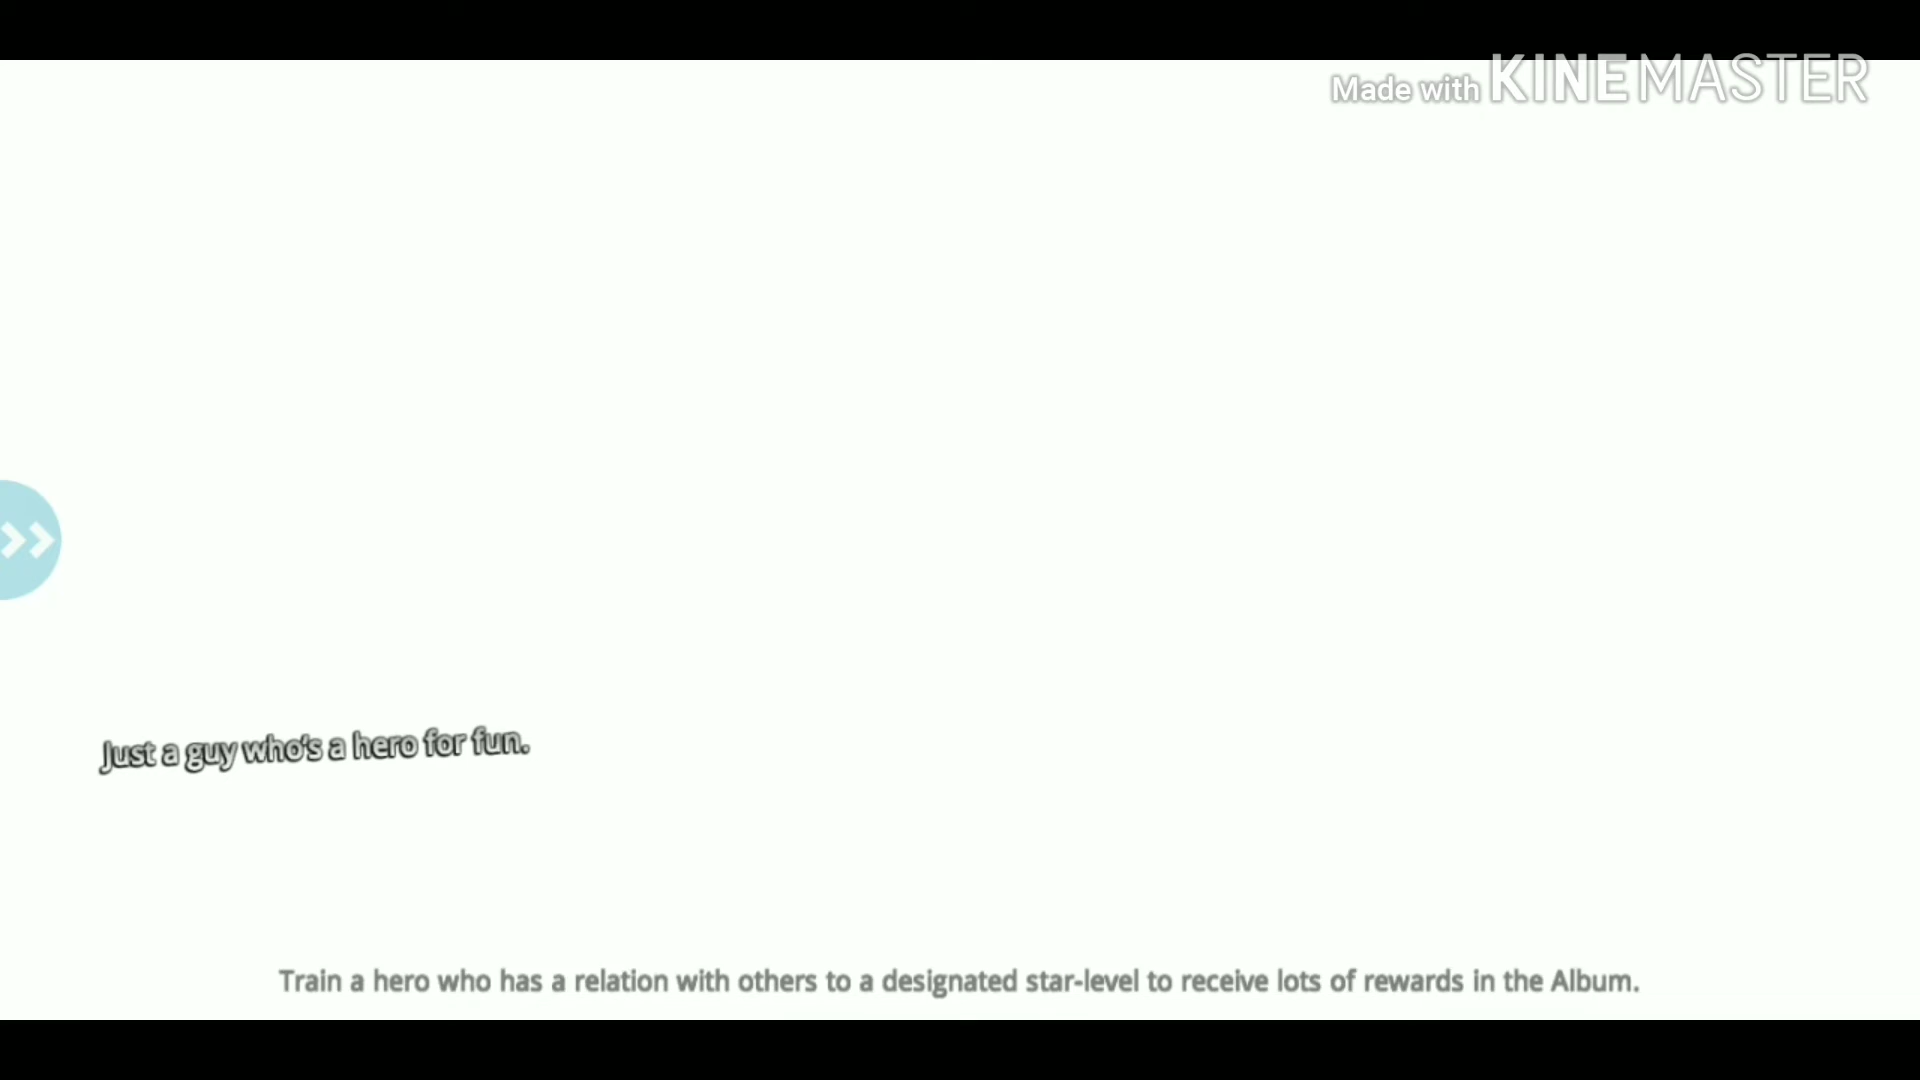 Made with KINEMASTER
Just a guy who's a hero for fun.
Train a hero who has a relation with others to a designated star-level to receive lots of rewards in the Album.